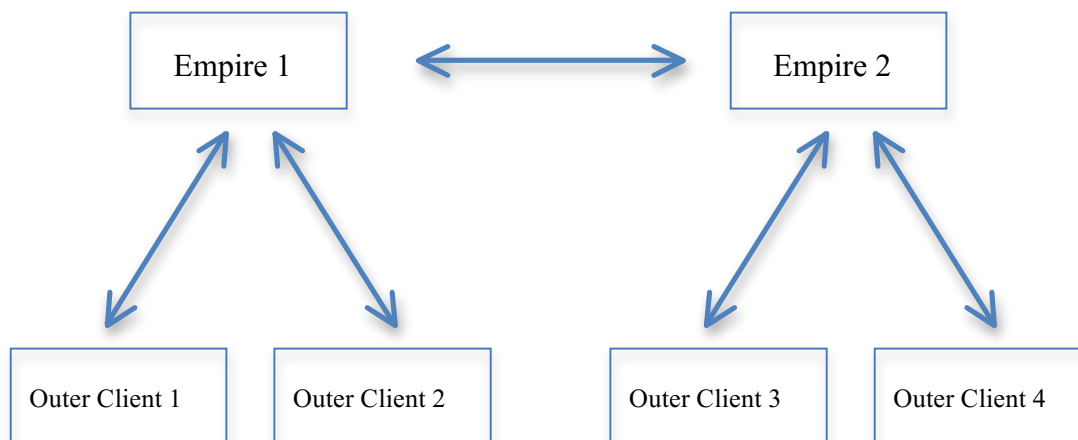 Empire 1
Empire 2
Outer Client 1
Outer Client 2
Outer Client 3
Outer Client 4